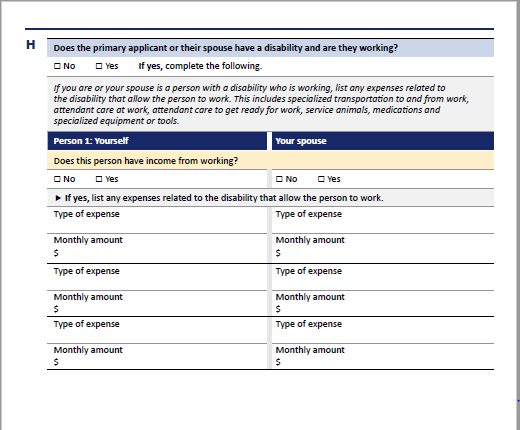 H
Does the primary applicant or their spouse have a disability and are they working?
☐ No ☐ Yes If yes, complete the following.
If you are or your spouse is a person with a disability who is working, list any expenses related to
the disability that allow the person to work. This includes specialized transportation to and from work,
attendant care at work, attendant care to get ready for work, service animals, medications and
specialized equipment or tools.
Person 1: Yourself Your spouse
Does this person have income from working?
☐ No ☐ Yes ☐ No ☐ Yes
► If yes, list any expenses related to the disability that allow the person to work.
Type of expense Type of expense
Monthly amount Monthly amount
$ $
Type of expense Type of expense
Monthly amount Monthly amount
$ $
Type of expense Type of expense
Monthly amount Monthly amount
$ $